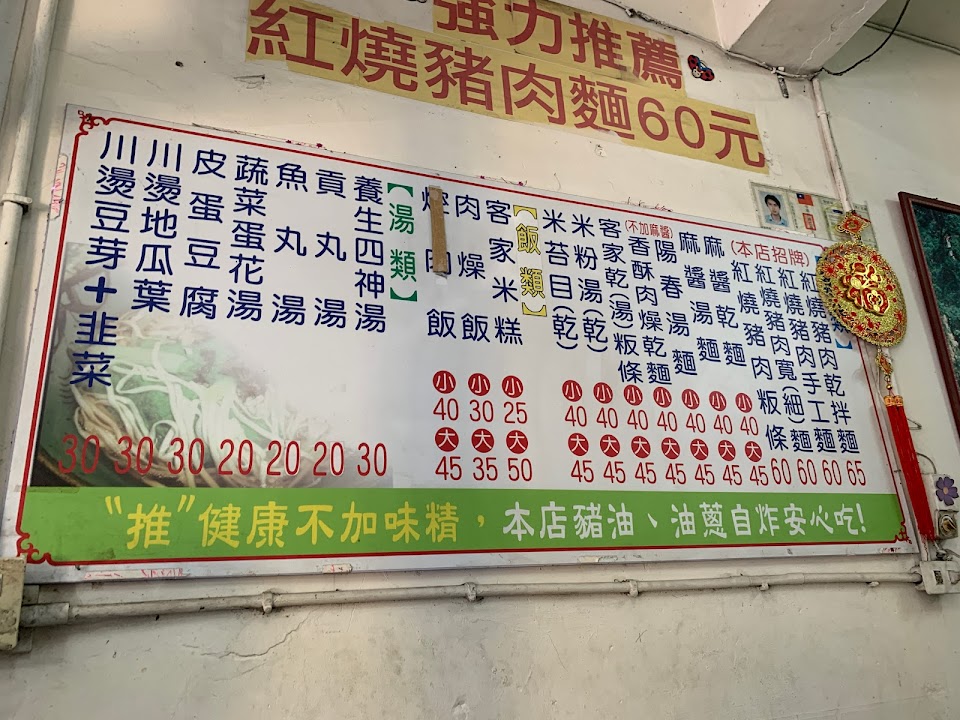 強力推薦
紅燒豬肉麵60元
(本店招牌)
紅燒豬肉乾拌麵 65
紅燒豬肉手工麵 60
紅燒豬肉寬(細)麵 60
紅燒豬肉粄條 60
麻醬乾麵 小40 大45
麻醬湯麵 小40 大45
陽春湯麵 小40 大45
(不加麻醬)
香酥肉燥乾麵 小40 大45
客家乾(湯)粄條 小40 大45
米粉湯(乾) 小40 大45
米苔目(乾) 小40 大45
【飯類】
客家米糕 小25 大50
肉燥飯 小30 大35
焢肉飯 小40 大45
【湯類】
養生四神湯 30
貢丸湯 20
魚丸湯 20
蔬菜蛋花湯 20
皮蛋豆腐 30
川燙地瓜葉 30
川燙豆芽+韭菜 30
“推”健康不加味精，本店豬油、油蔥自炸安心吃!